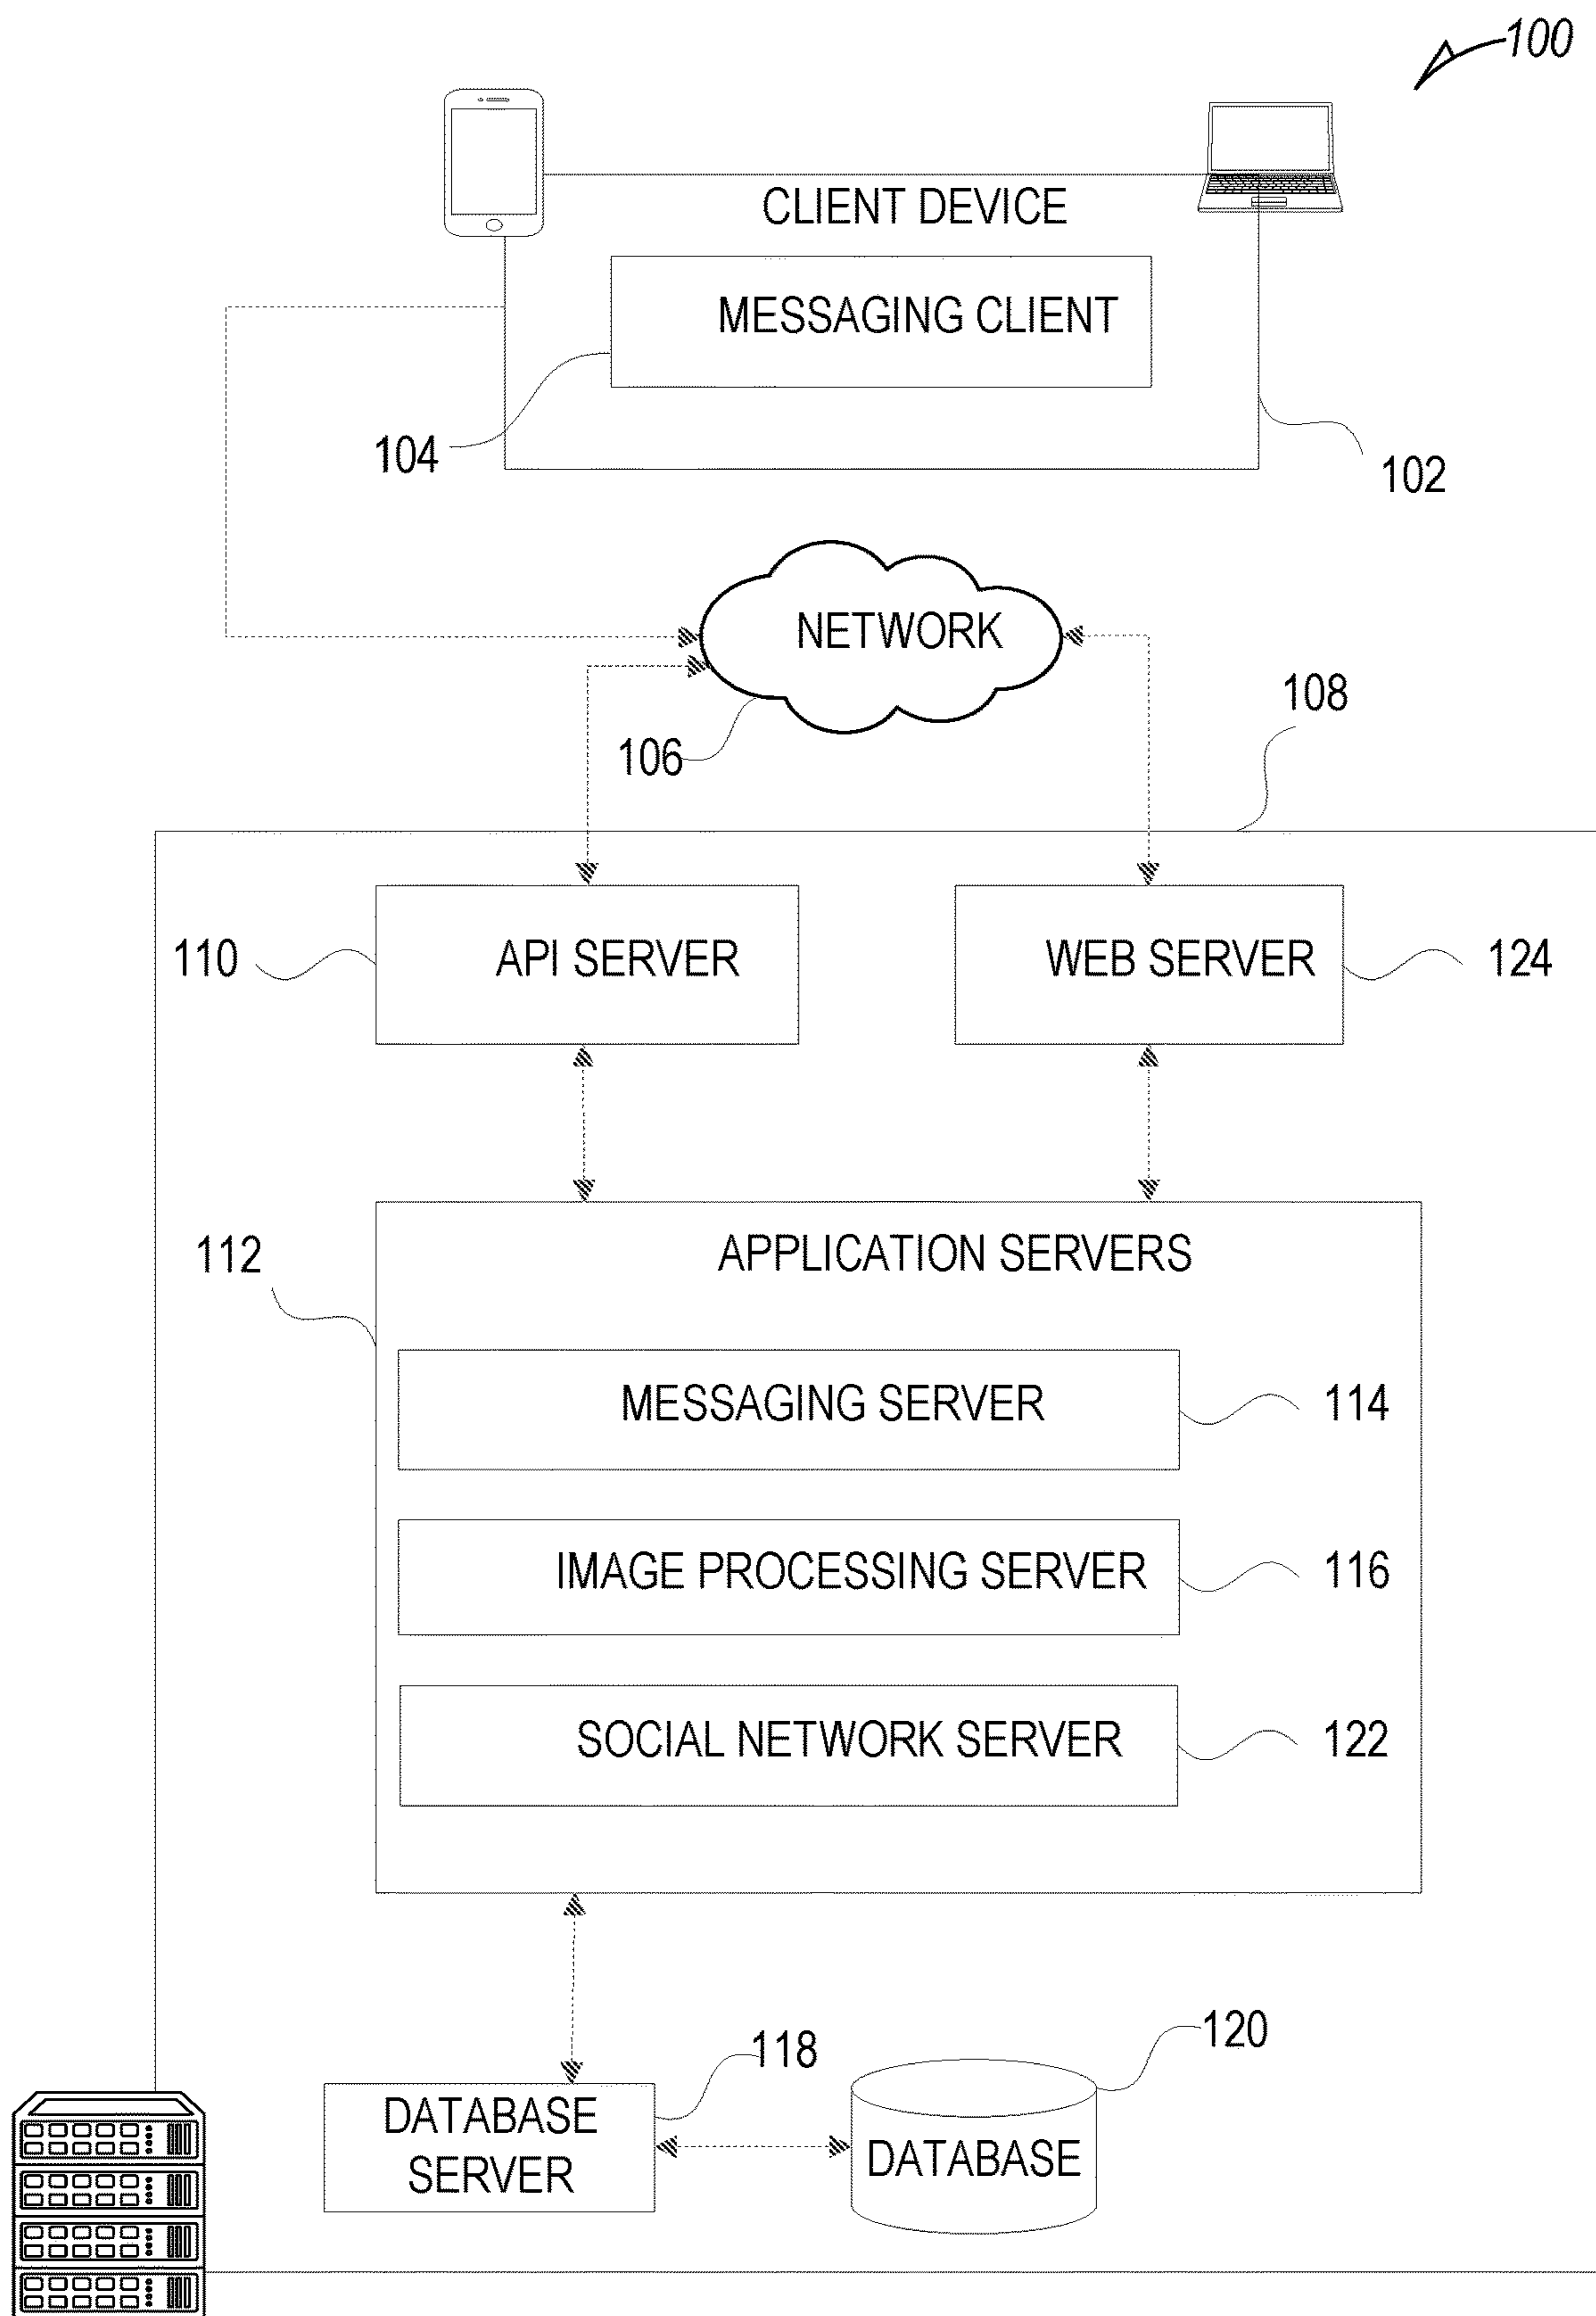 100
CLIENT DEVICE
MESSAGING CLIENT
104
102
NETWORK
106
108
110
API SERVER
WEB SERVER
124
112
APPLICATION SERVERS
MESSAGING SERVER
114
IMAGE PROCESSING SERVER
116
SOCIAL NETWORK SERVER
122
118
120
DATABASE
SERVER
DATABASE